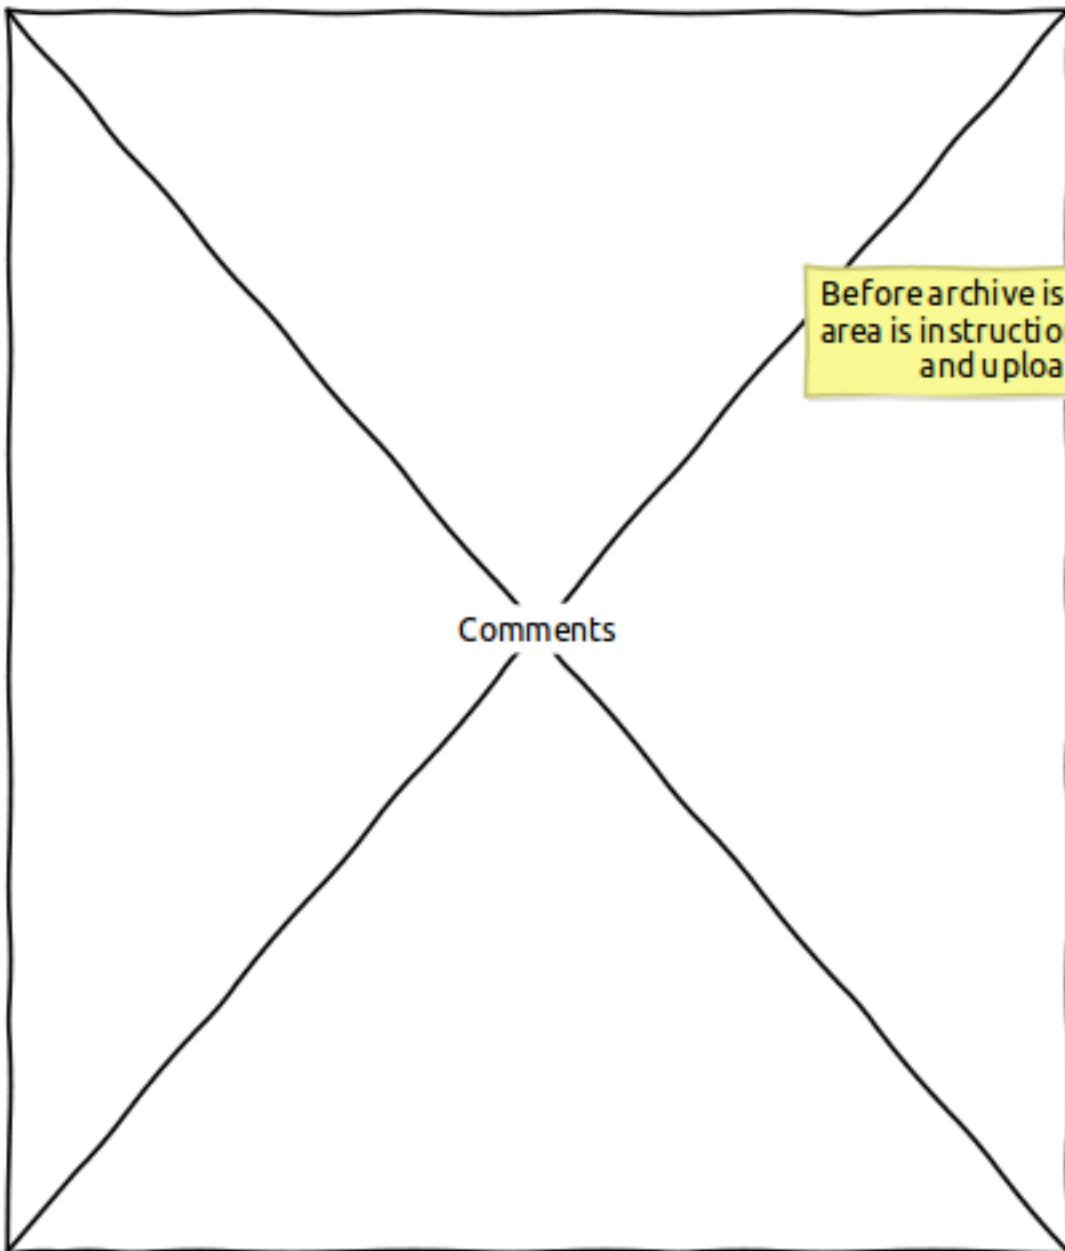 Before archive is
area is instructio
and uploa
Comments